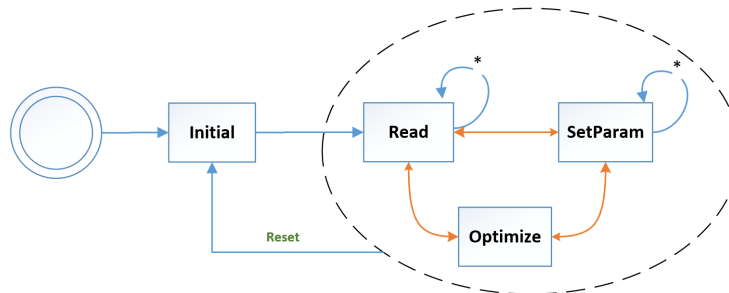 *
*
Initial
Read
SetParam
Reset
Optimize